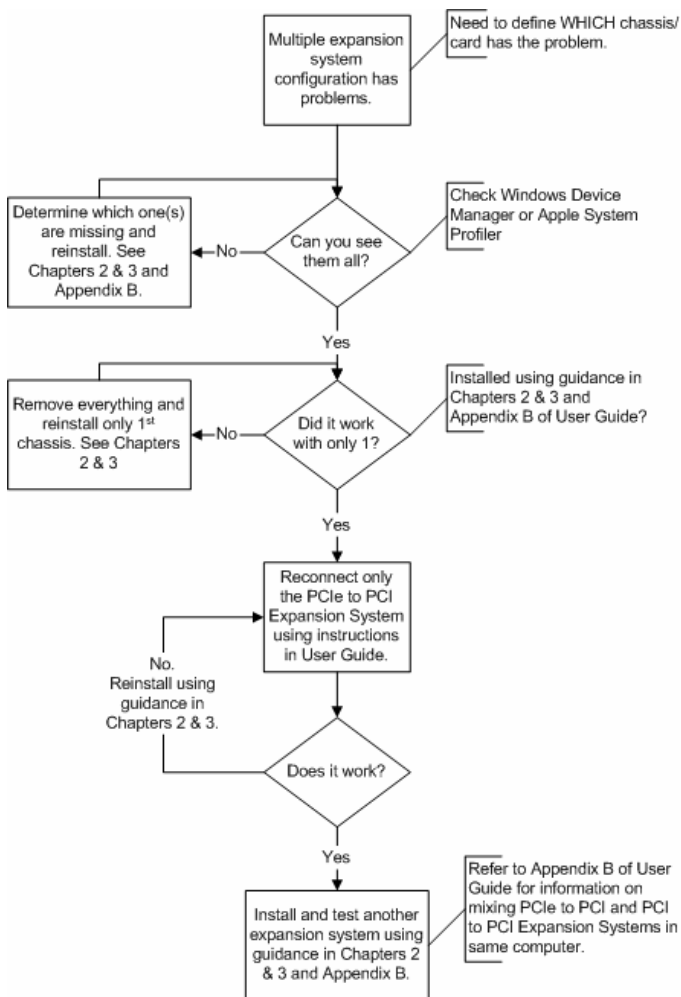 Multiple expansion
system
configuration has
problems.
Need to define WHICH chassis/
card has the problem.
Determine which one(s)
are missing and
reinstall. See
Chapters 2 & 3 and
Appendix B.
No
Can you see
them all?
Check Windows Device
Manager or Apple System
Profiler
Yes
Remove everything and
reinstall only 1st
chassis. See Chapters
2 & 3
No
Did it work
with only 1?
Installed using guidance in
Chapters 2 & 3 and
Appendix B of User Guide?
Yes
Reconnect only
the PCIe to PCI
Expansion System
using instructions
in User Guide.
No.
Reinstall using
guidance in
Chapters 2 & 3.
Does it work?
Yes
Install and test another
expansion system using
guidance in Chapters 2
& 3 and Appendix B.
Refer to Appendix B of User
Guide for information on
mixing PCIe to PCI and PCI
to PCI Expansion Systems in
same computer.